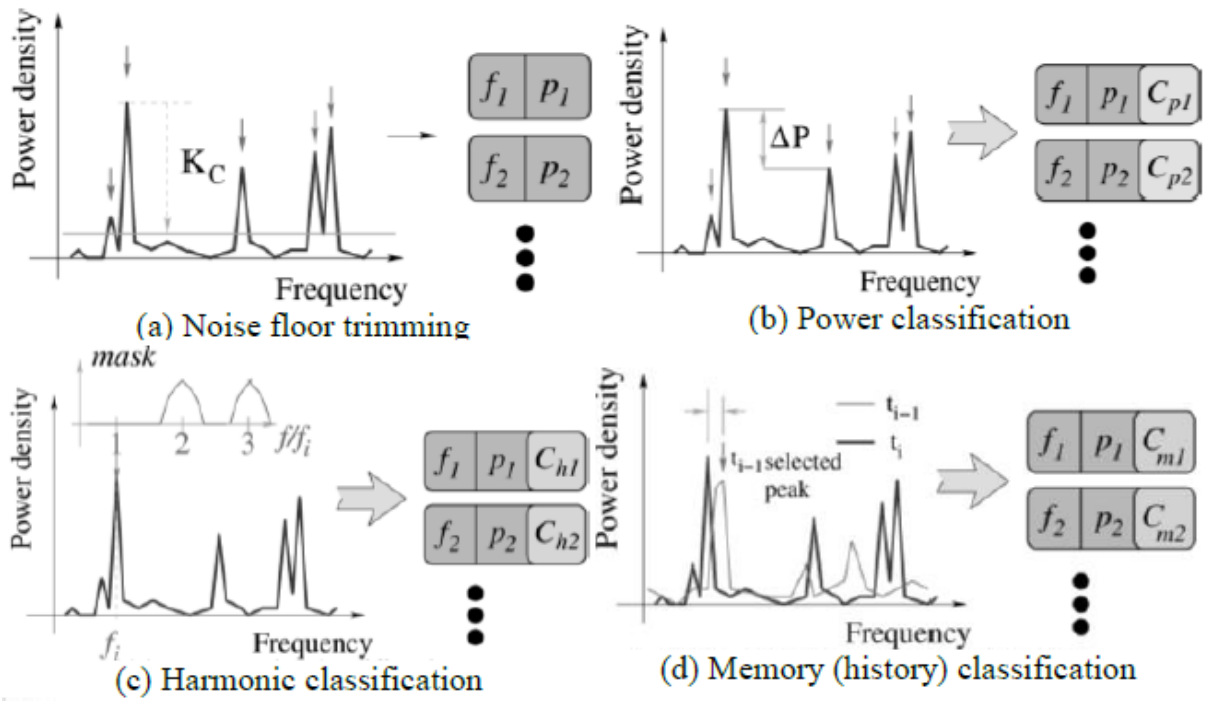 Power density
K_C
f_1 p_1
f_2 p_2
Frequency
(a) Noise floor trimming
Power density
ΔP
f_1 p_1 C_p1
f_2 p_2 C_p2
Frequency
(b) Power classification
mask
1 2 3 f/f_i
Power density
f_1 p_1 C_h1
f_2 p_2 C_h2
f_i
Frequency
(c) Harmonic classification
Power density
t_i-1
t_i
t_i-1 selected
peak
f_1 p_1 C_m1
f_2 p_2 C_m2
Frequency
(d) Memory (history) classification